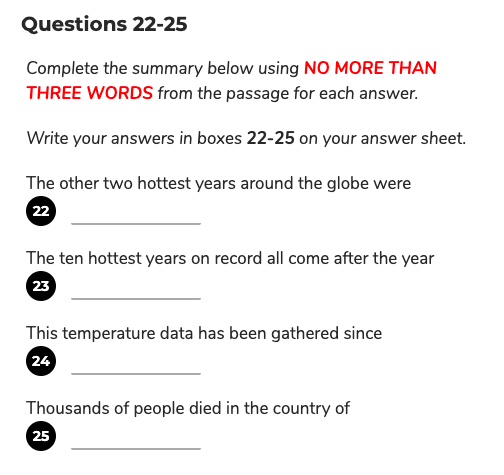 Questions 22-25
Complete the summary below using NO MORE THAN
THREE WORDS from the passage for each answer.
Write your answers in boxes 22-25 on your answer sheet.
The other two hottest years around the globe were
22
The ten hottest years on record all come after the year
23
This temperature data has been gathered since
24
Thousands of people died in the country of
25